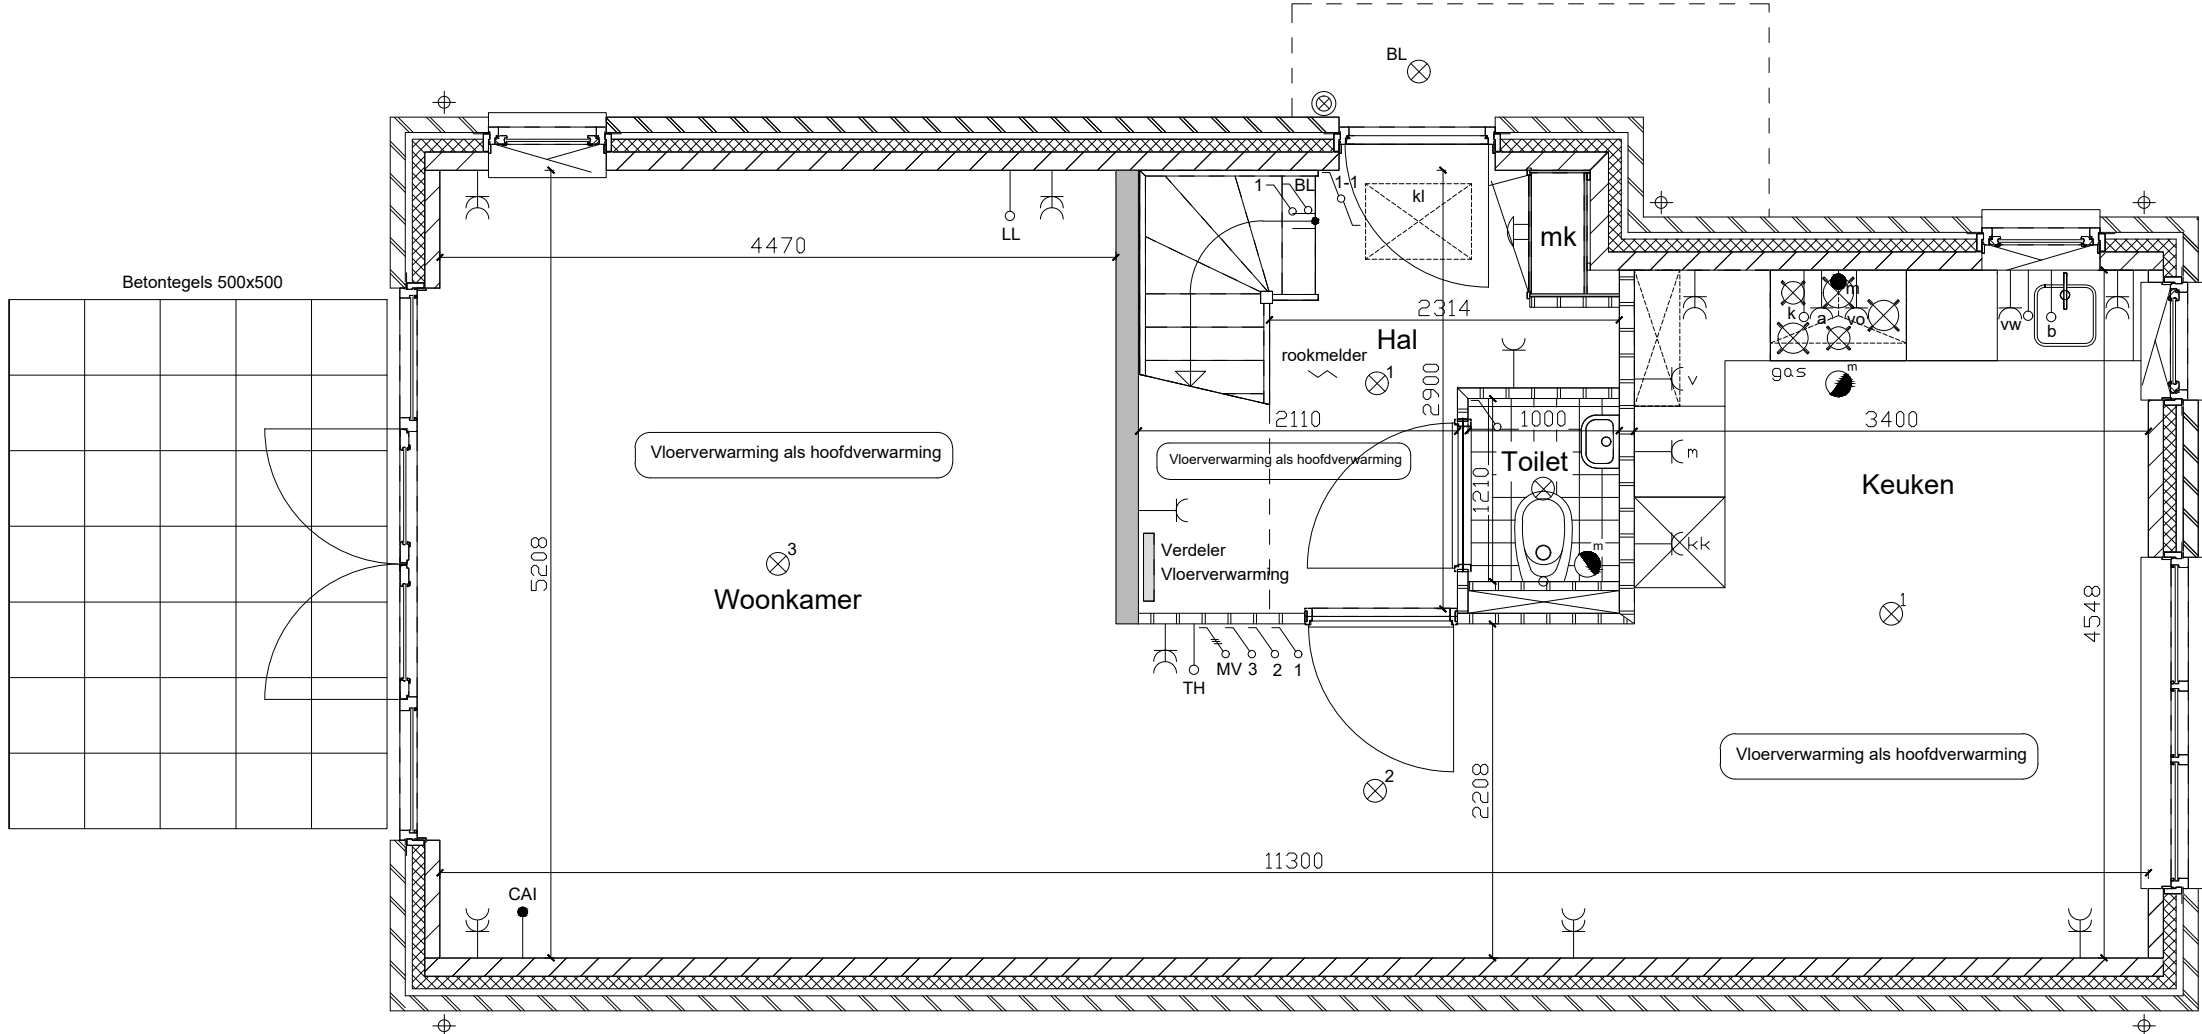 BL
1
BL
1-1
kl
mk
LL
4470
Betontegels 500x500
2314
Hal
rookmelder
1
2900
k
a
m
vo
vw
b
gas
m
v
2110
1000
3400
Vloerverwarming als hoofdverwarming
Vloerverwarming als hoofdverwarming
Toilet
m
Keuken
1210
5208
3
Woonkamer
Verdeler
Vloerverwarming
m
kk
1
4548
TH
MV
3
2
1
2
2208
Vloerverwarming als hoofdverwarming
11300
CAI